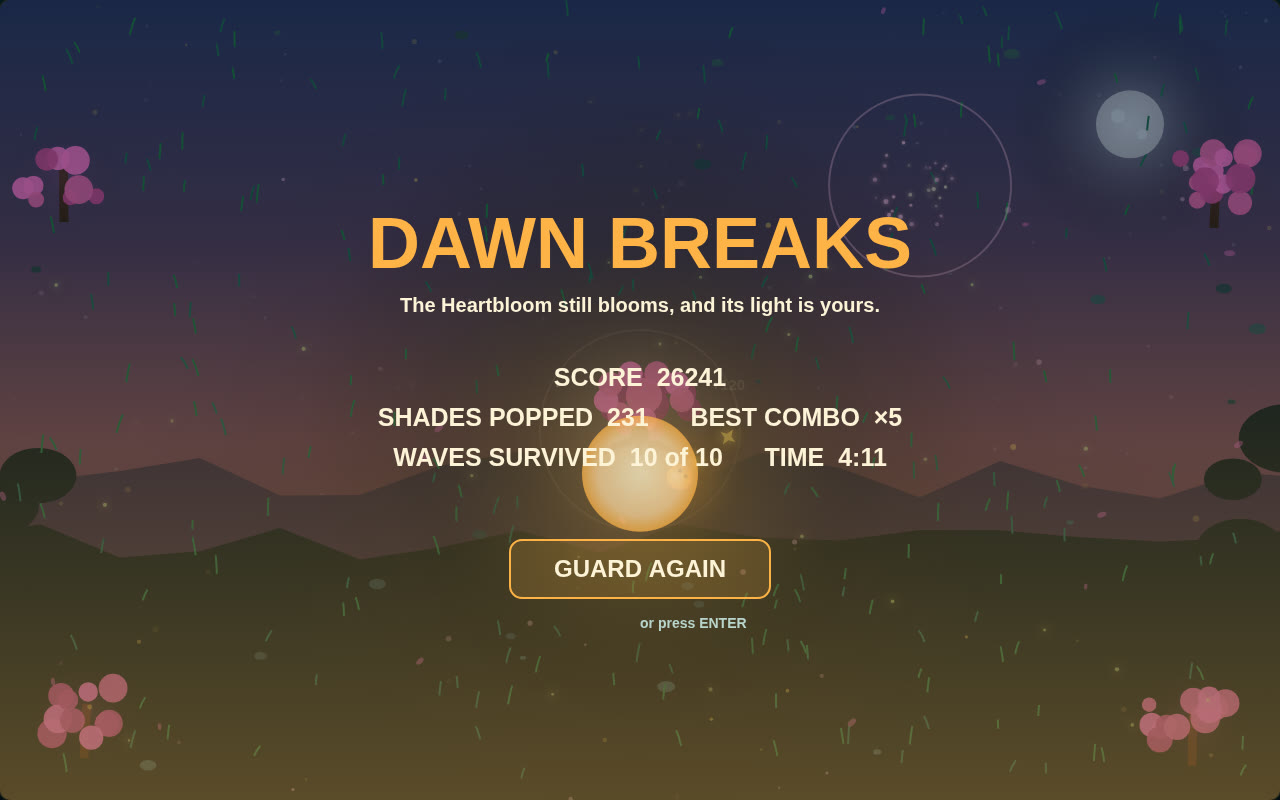 DAWN BREAKS
The Heartbloom still blooms, and its light is yours.
SCORE 26241
SHADES POPPED 231 BEST COMBO ×5
WAVES SURVIVED 10 of 10 TIME 4:11
GUARD AGAIN
or press ENTER